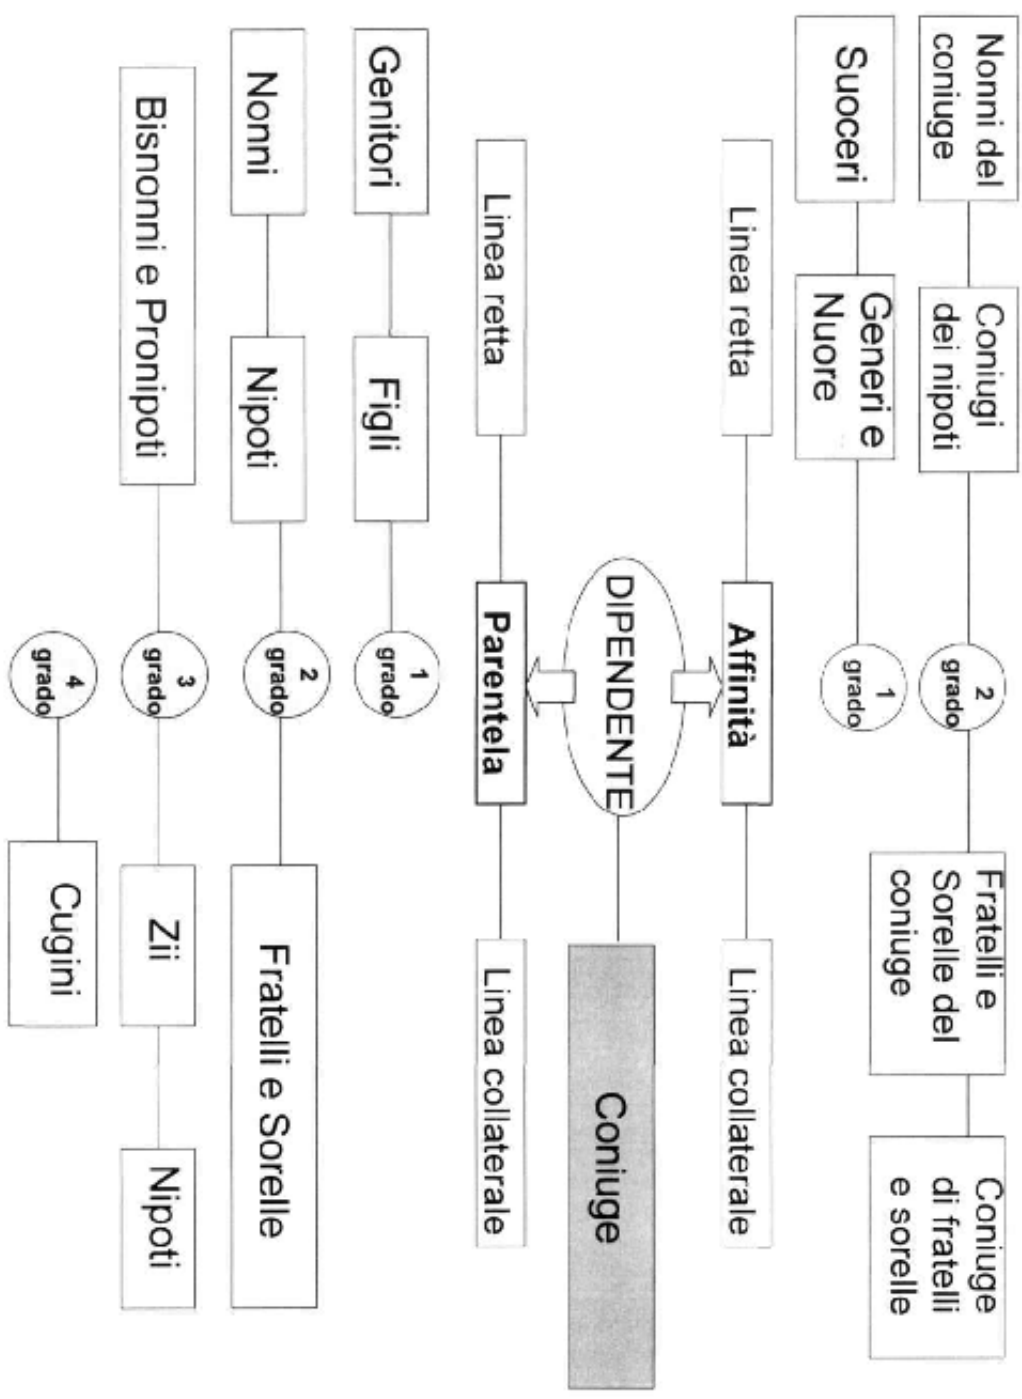 Nonni del
coniuge
Coniugi
dei nipoti
2
grado
Fratelli e
Sorelle del
coniuge
Coniuge
di fratelli
e sorelle
Suoceri
Generi e
Nuore
1
grado
Linea retta
Affinità
Linea collaterale
DIPENDENTE
Coniuge
Linea retta
Parentela
Linea collaterale
Genitori
Figli
1
grado
Nonni
Nipoti
2
grado
Fratelli e Sorelle
Bisnonni e Pronipoti
3
grado
Zii
Nipoti
4
grado
Cugini